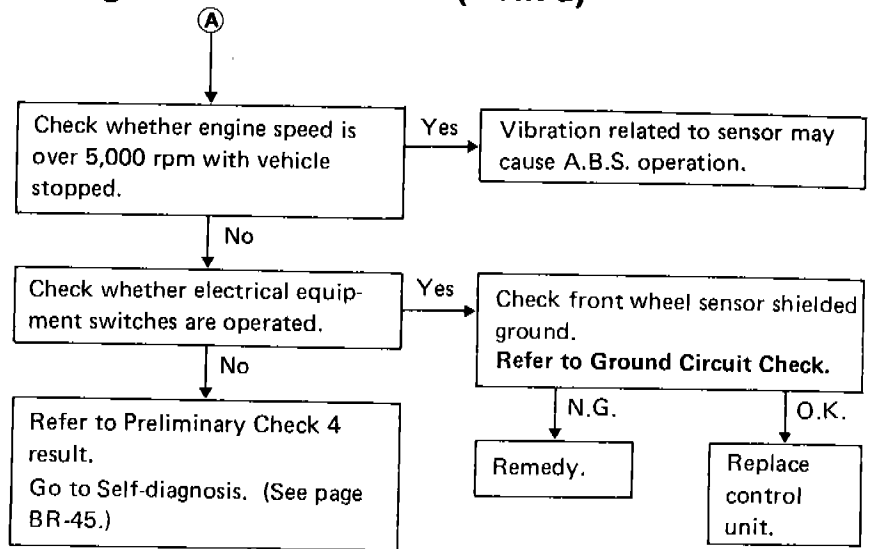 A
Check whether engine speed is
over 5,000 rpm with vehicle
stopped.
Yes
Vibration related to sensor may
cause A.B.S. operation.
No
Check whether electrical equip-
ment switches are operated.
Yes
Check front wheel sensor shielded
ground.
Refer to Ground Circuit Check.
No
Refer to Preliminary Check 4
result.
Go to Self-diagnosis. (See page
BR-45.)
N.G.
O.K.
Remedy.
Replace
control
unit.